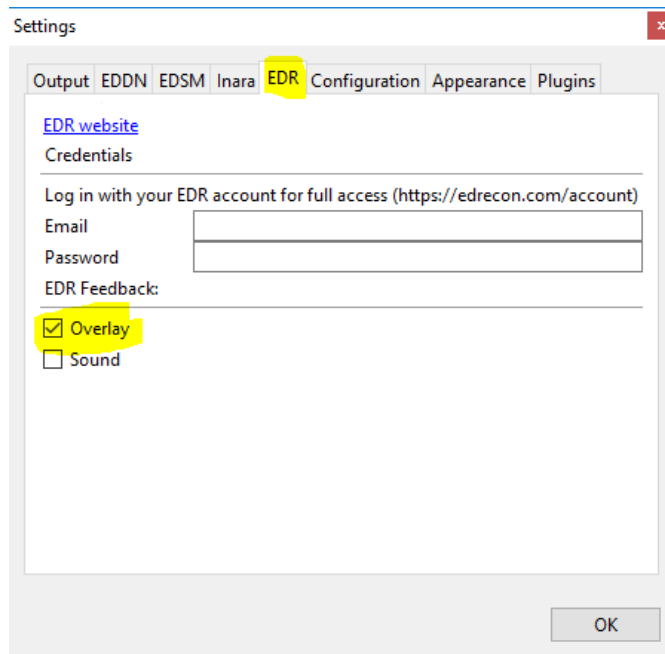 Settings
x
Output EDDN EDSM Inara EDR Configuration Appearance Plugins
EDR website
Credentials
Log in with your EDR account for full access (https://edrecon.com/account)
Email
Password
EDR Feedback:
Overlay
Sound
OK